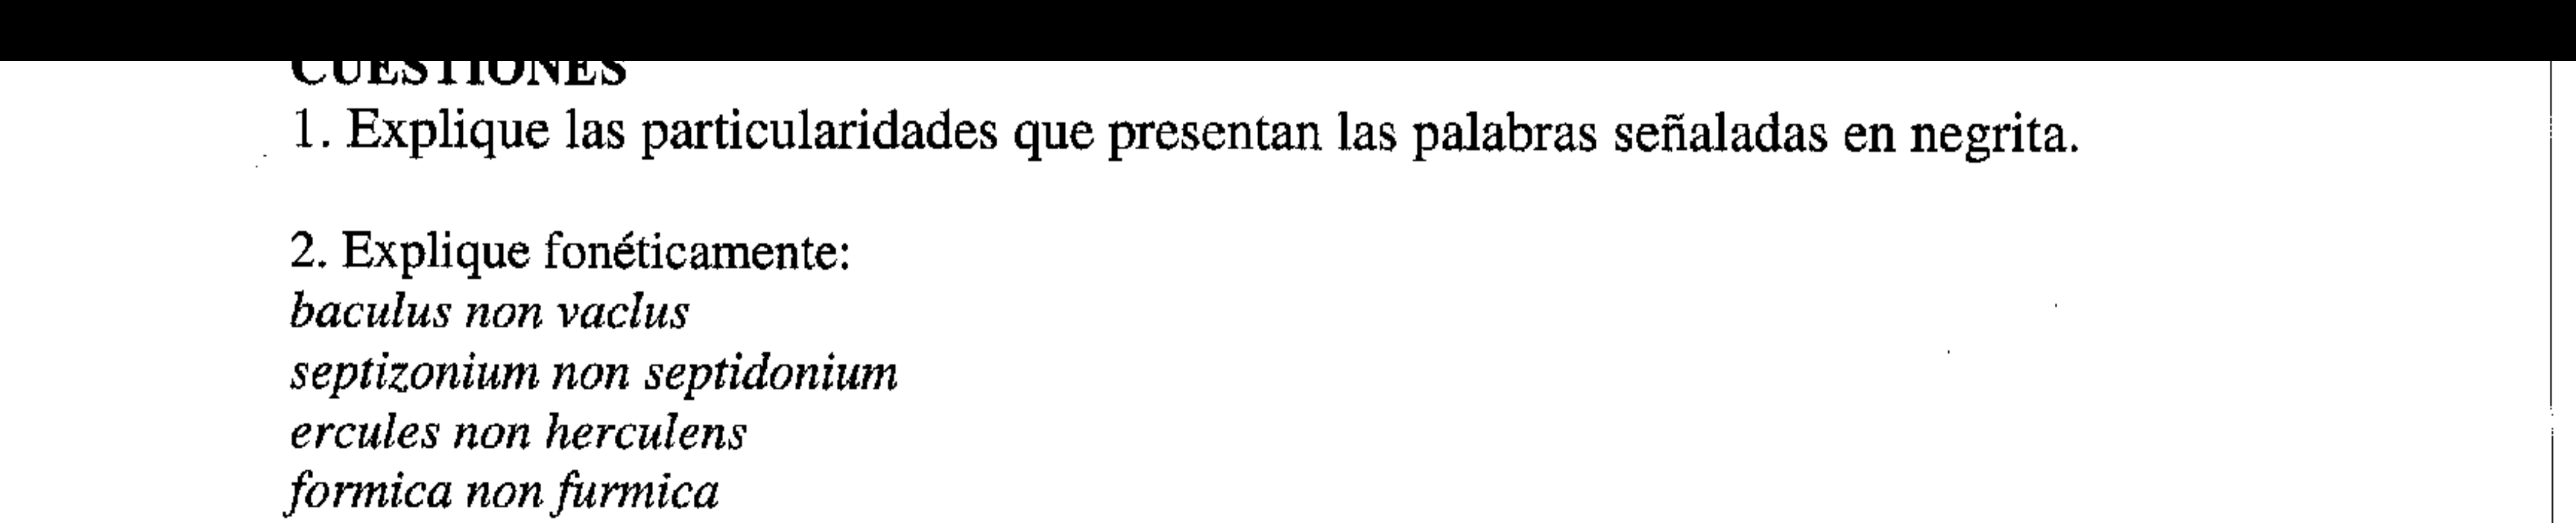 CUESTIONES
1. Explique las particularidades que presentan las palabras señaladas en negrita.
2. Explique fonéticamente:
baculus non vaclus
septizonium non septidonium
ercules non herculens
formica non furmica